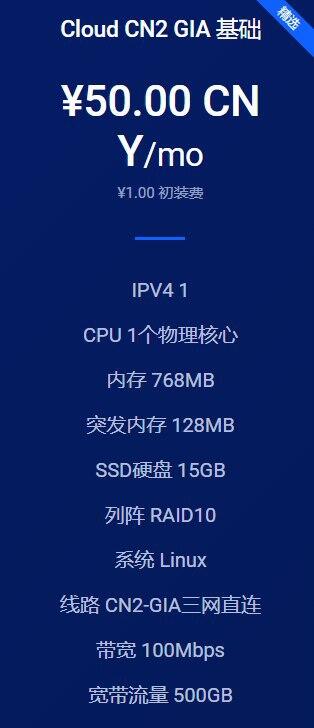 精选
Cloud CN2 GIA 基础
¥50.00 CN
Y/mo
¥1.00 初装费
IPV4 1
CPU 1个物理核心
内存 768MB
突发内存 128MB
SSD硬盘 15GB
列阵 RAID10
系统 Linux
线路 CN2-GIA三网直连
带宽 100Mbps
宽带流量 500GB